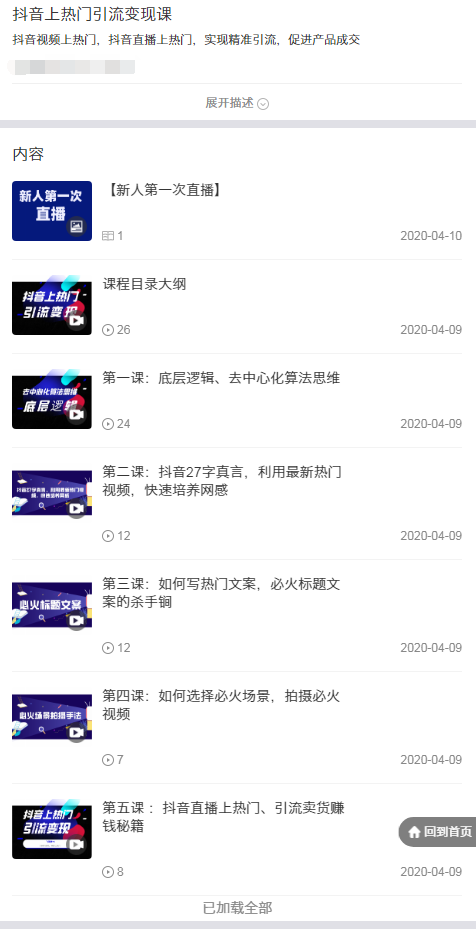 抖音上热门引流变现课
抖音视频上热门，抖音直播上热门，实现精准引流，促进产品成交
展开描述
内容
新人第一次
直播
【新人第一次直播】
1
2020-04-10
抖音上热门
引流变现
课程目录大纲
26
2020-04-09
去中心化算法思维
底层逻辑
第一课：底层逻辑、去中心化算法思维
24
2020-04-09
第二课：抖音27字真言，利用最新热门
视频，快速培养网感
12
2020-04-09
必火标题文案
第三课：如何写热门文案，必火标题文
案的杀手锏
12
2020-04-09
必火场景拍摄手法
第四课：如何选择必火场景，拍摄必火
视频
7
2020-04-09
抖音上热门
引流变现
第五课 ：抖音直播上热门、引流卖货赚
钱秘籍
8
2020-04-09
回到首页
已加载全部